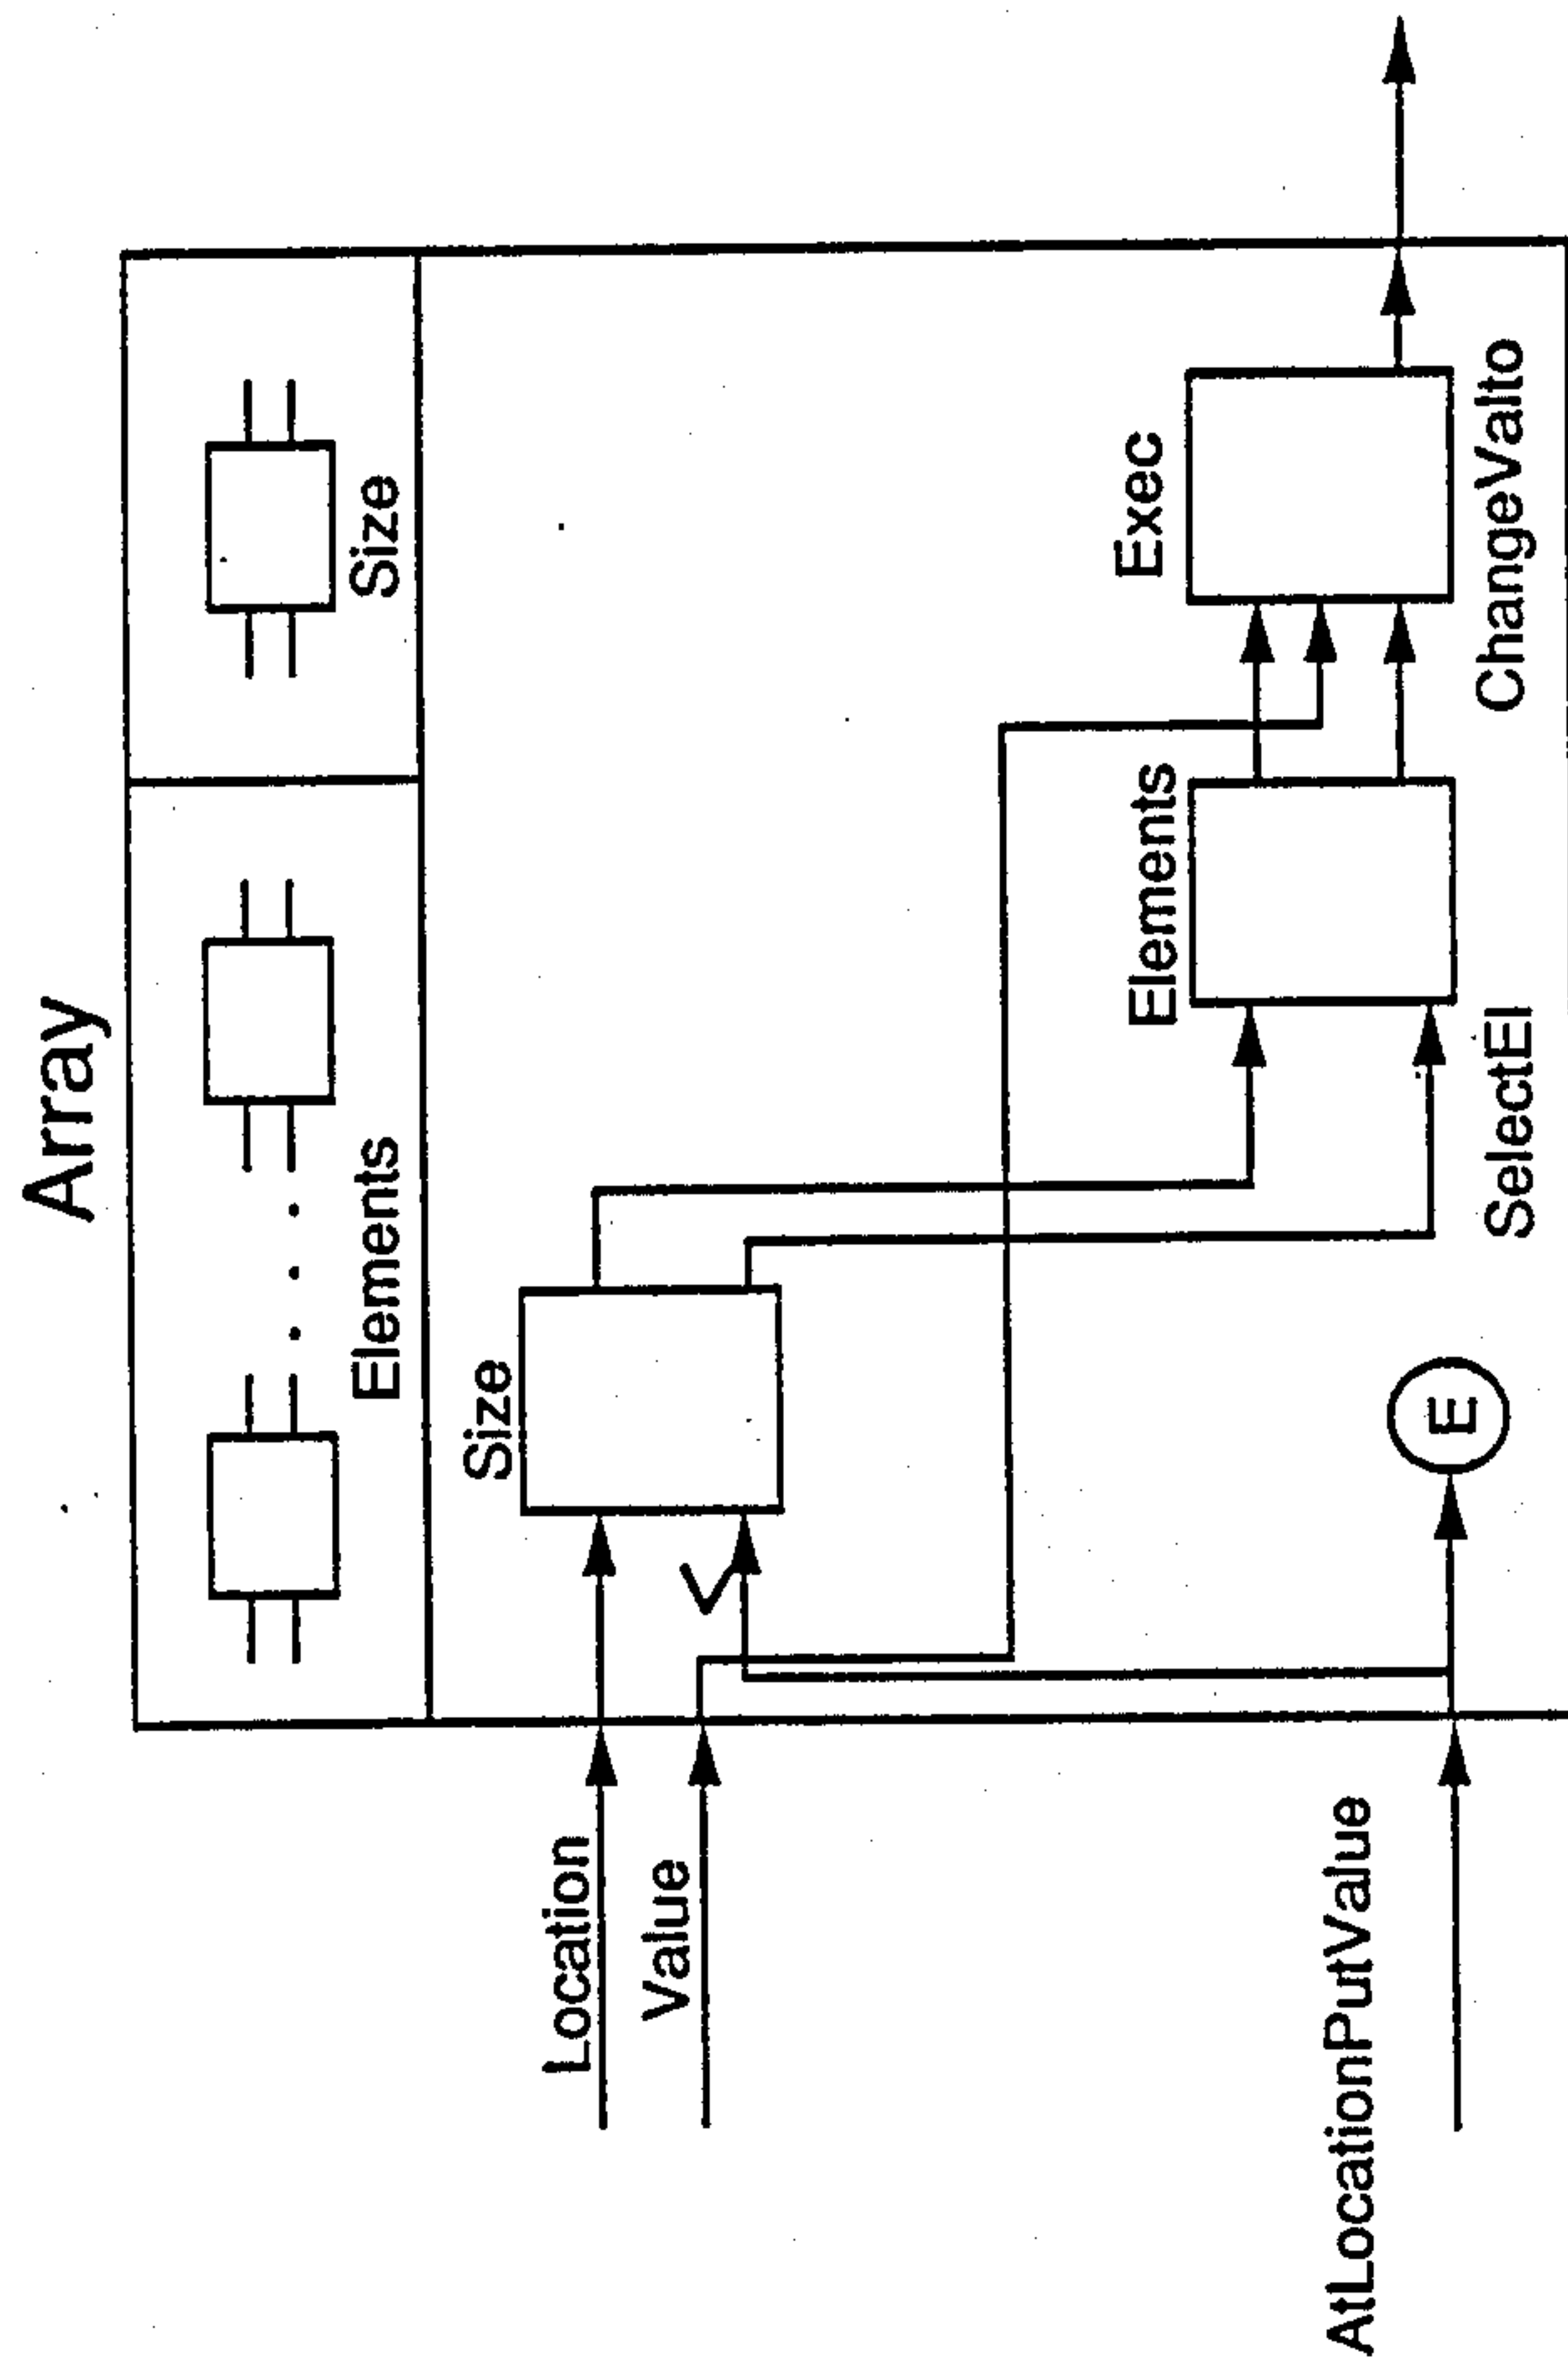 Array
Elements
Size
Size
Location
<
Value
Elements
Exec
AtLocationPutValue
E
SelectEl
ChangeValto